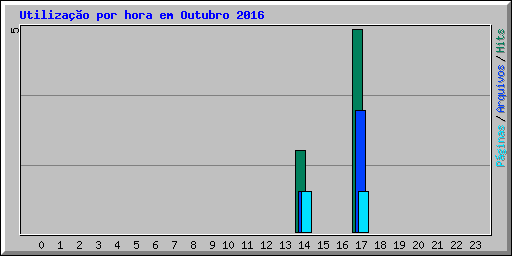 Utilização por hora em Outubro 2016
5
Páginas / Arquivos / Hits
0 1 2 3 4 5 6 7 8 9 10 11 12 13 14 15 16 17 18 19 20 21 22 23